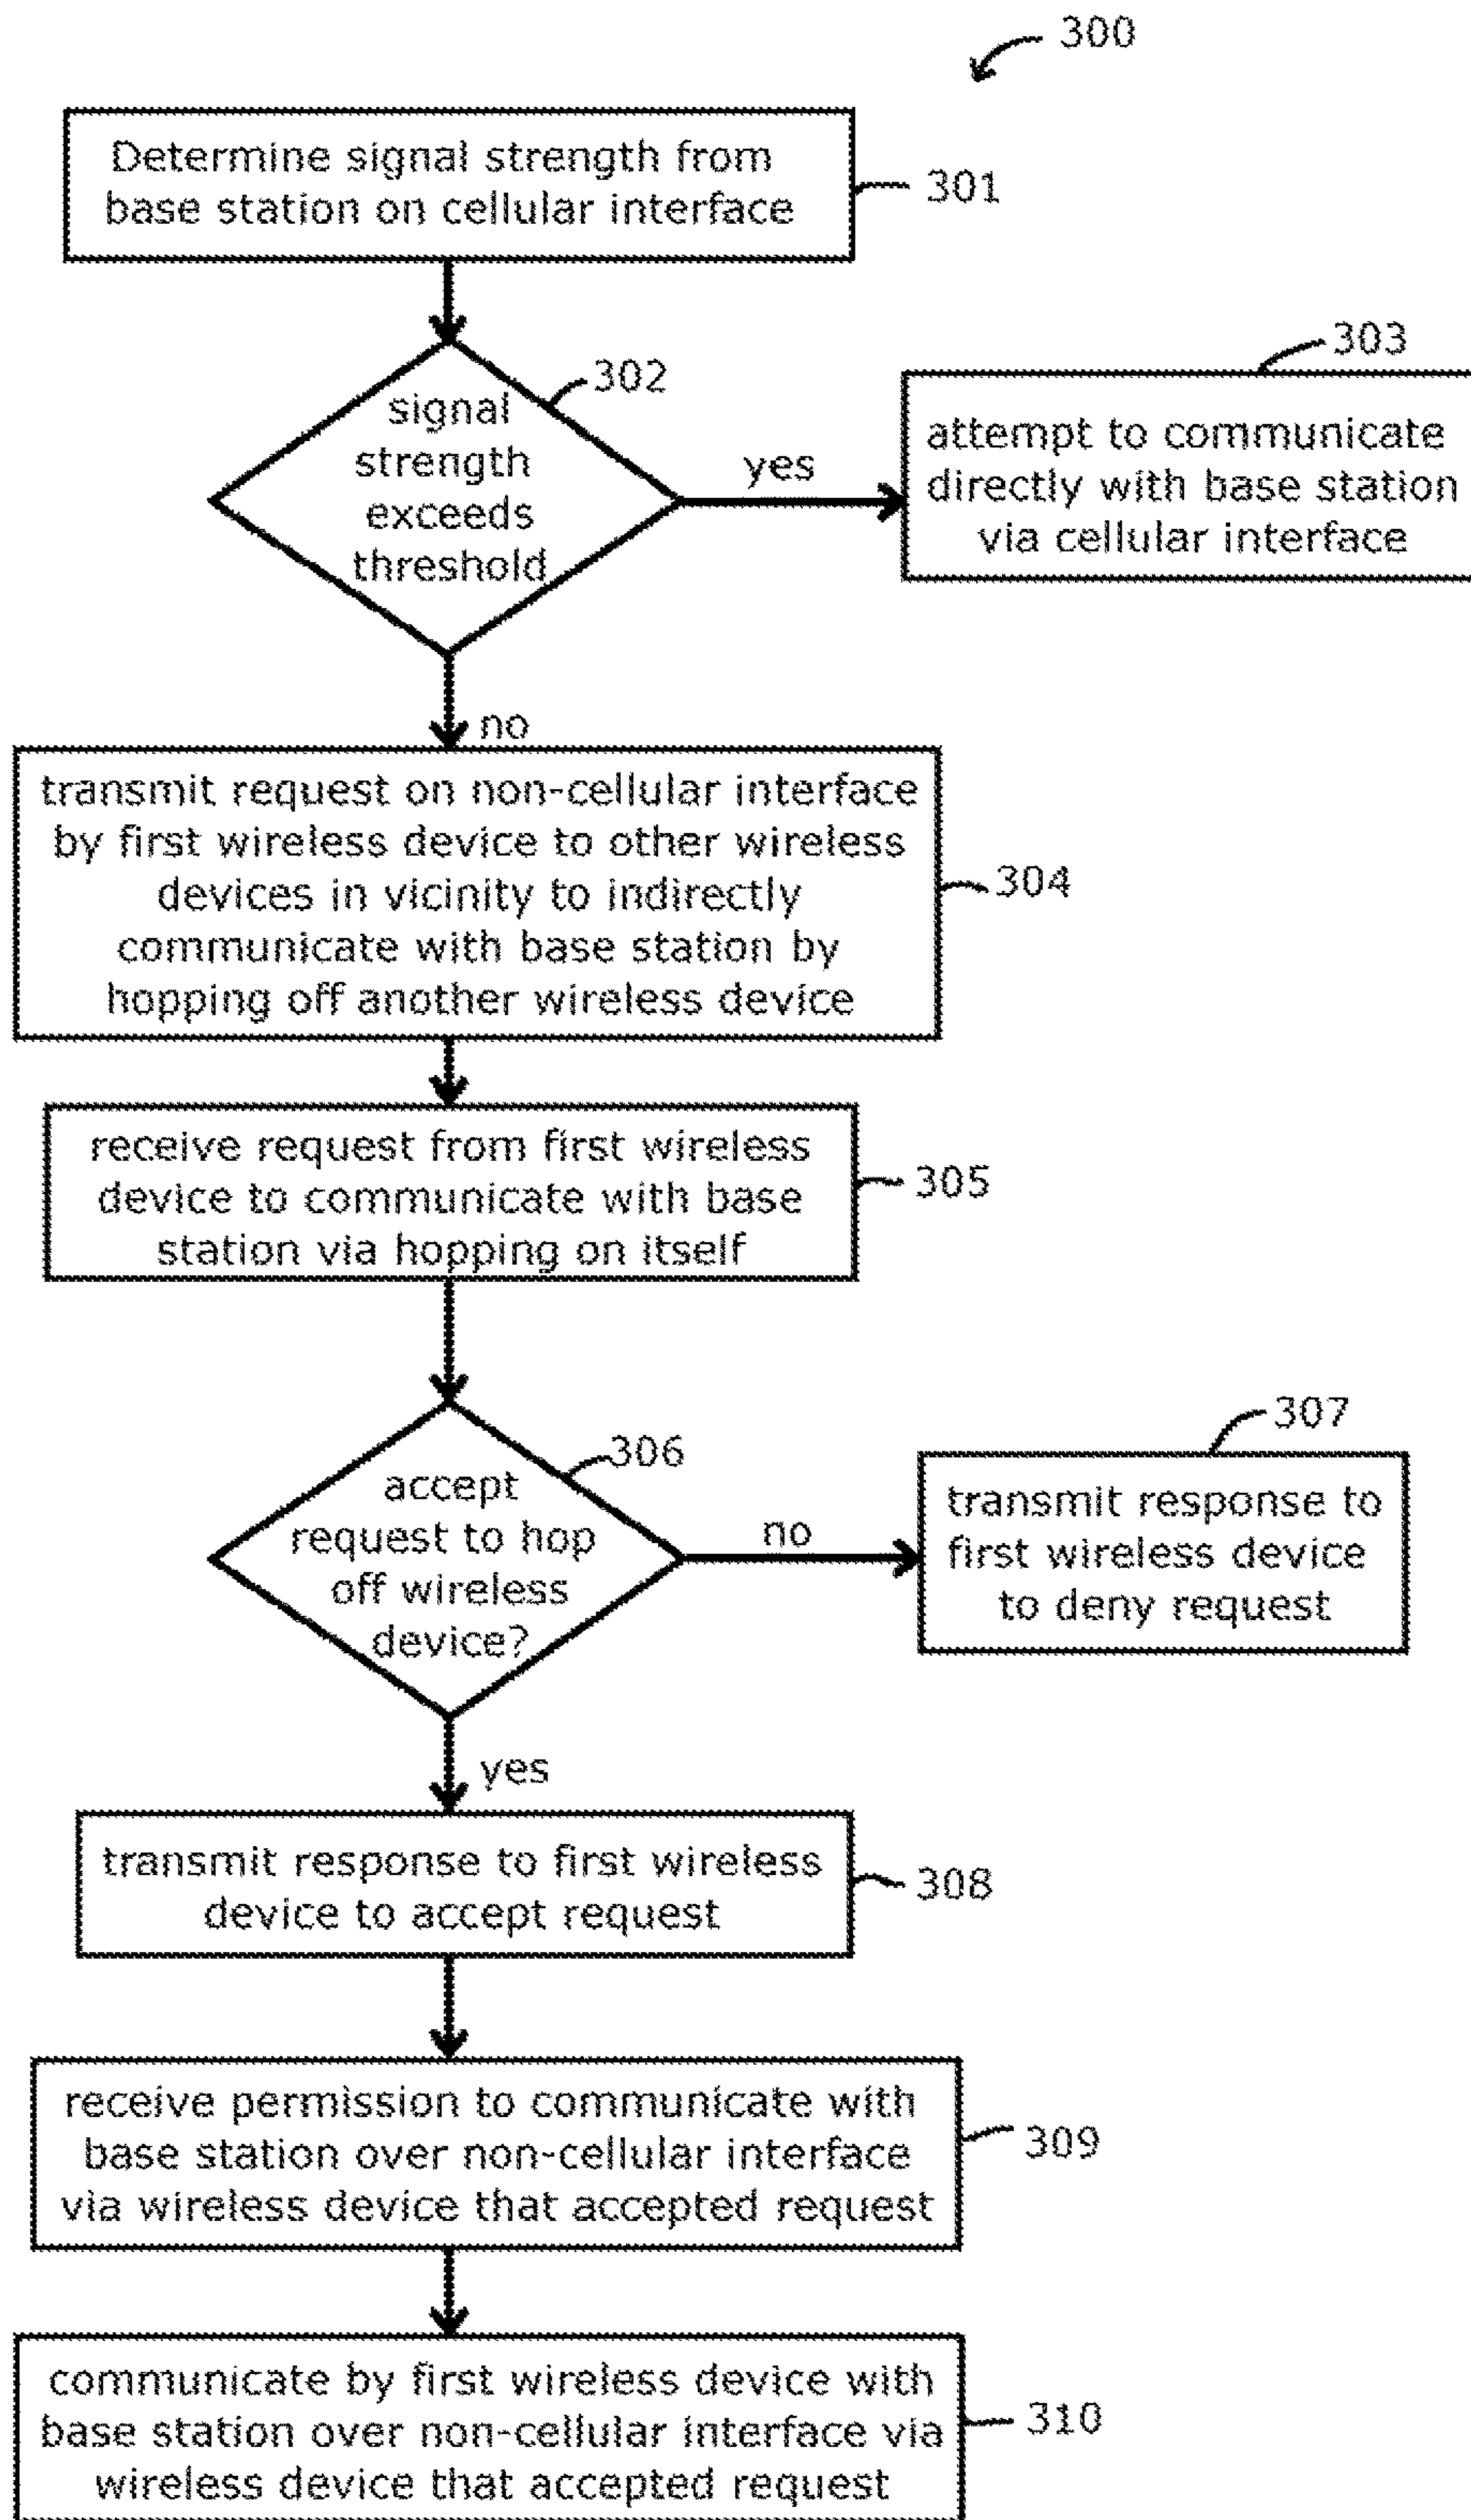 300
Determine signal strength from
base station on cellular interface
301
302
signal
strength
exceeds
threshold
yes
303
attempt to communicate
directly with base station
via cellular interface
no
transmit request on non-cellular interface
by first wireless device to other wireless
devices in vicinity to indirectly
communicate with base station by
hopping off another wireless device
304
receive request from first wireless
device to communicate with base
station via hopping on itself
305
306
accept
request to hop
off wireless
device?
no
307
transmit response to
first wireless device
to deny request
yes
transmit response to first wireless
device to accept request
308
receive permission to communicate with
base station over non-cellular interface
via wireless device that accepted request
309
communicate by first wireless device with
base station over non-cellular interface via
wireless device that accepted request
310